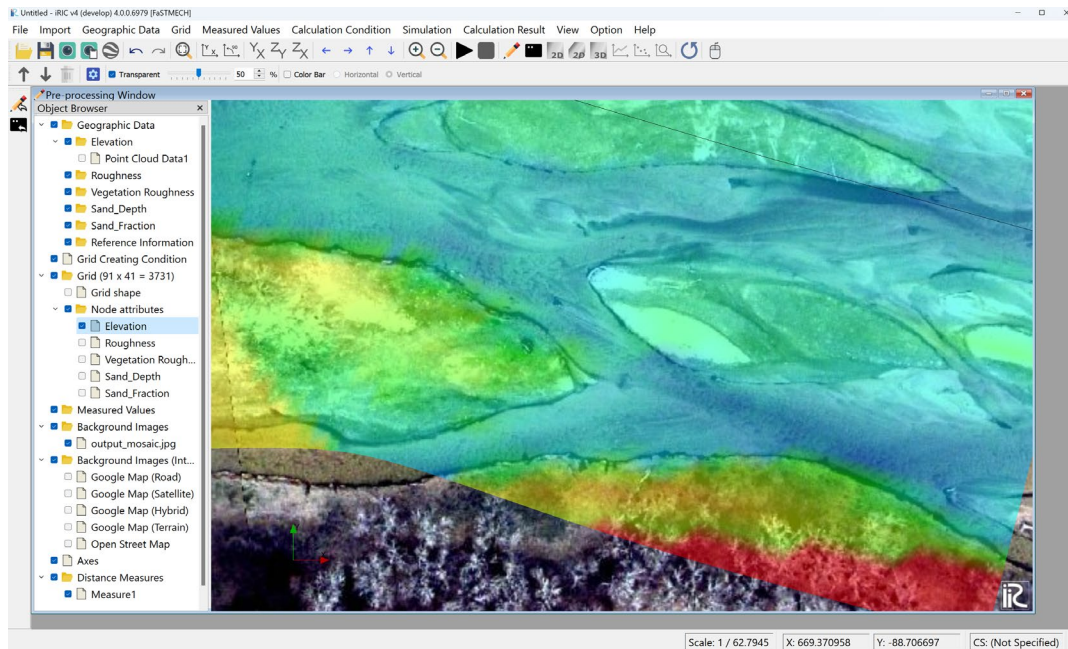 Untitled - iRIC v4 (develop) 4.0.0.6979 [FaSTMECH]
File Import Geographic Data Grid Measured Values Calculation Condition Simulation Calculation Result View Option Help
Transparent 50 % Color Bar Horizontal Vertical
Pre-processing Window
Object Browser
Geographic Data
Elevation
Point Cloud Data1
Roughness
Vegetation Roughness
Sand_Depth
Sand_Fraction
Reference Information
Grid Creating Condition
Grid (91 x 41 = 3731)
Grid shape
Node attributes
Elevation
Roughness
Vegetation Rough...
Sand_Depth
Sand_Fraction
Measured Values
Background Images
output_mosaic.jpg
Background Images (Int...
Google Map (Road)
Google Map (Satellite)
Google Map (Hybrid)
Google Map (Terrain)
Open Street Map
Axes
Distance Measures
Measure1
iRIC
Scale: 1 / 62.7945 X: 669.370958 Y: -88.706697 CS: (Not Specified)